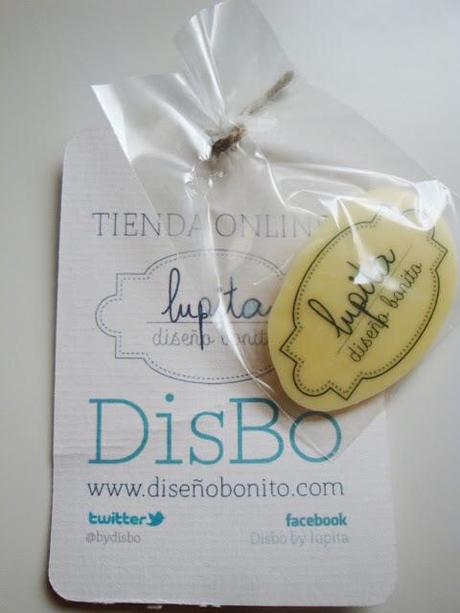 TIENDA ONLINE
lupita
diseño bonito
lupita
diseño bonito
DisBo
www.diseñobonito.com
twitter
@bydisbo
facebook
Disbo by lupita